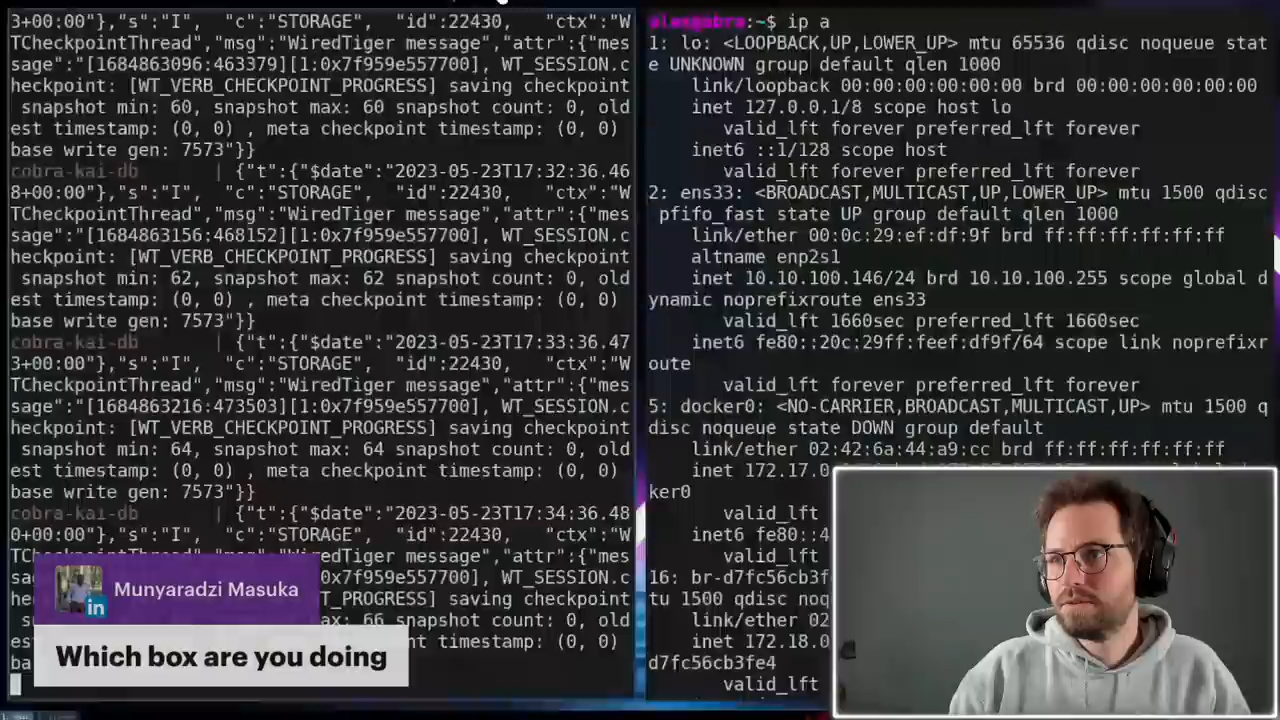 3+00:00"},"s":"I",  "c":"STORAGE",  "id":22430,   "ctx":"W
TCheckpointThread","msg":"WiredTiger message","attr":{"mes
sage":"[1684863096:463379][1:0x7f959e557700], WT_SESSION.c
heckpoint: [WT_VERB_CHECKPOINT_PROGRESS] saving checkpoint
 snapshot min: 60, snapshot max: 60 snapshot count: 0, old
est timestamp: (0, 0) , meta checkpoint timestamp: (0, 0)
base write gen: 7573"}}
cobra-kai-db       | {"t":{"$date":"2023-05-23T17:32:36.46
8+00:00"},"s":"I",  "c":"STORAGE",  "id":22430,   "ctx":"W
TCheckpointThread","msg":"WiredTiger message","attr":{"mes
sage":"[1684863156:468152][1:0x7f959e557700], WT_SESSION.c
heckpoint: [WT_VERB_CHECKPOINT_PROGRESS] saving checkpoint
 snapshot min: 62, snapshot max: 62 snapshot count: 0, old
est timestamp: (0, 0) , meta checkpoint timestamp: (0, 0)
base write gen: 7573"}}
cobra-kai-db       | {"t":{"$date":"2023-05-23T17:33:36.47
3+00:00"},"s":"I",  "c":"STORAGE",  "id":22430,   "ctx":"W
TCheckpointThread","msg":"WiredTiger message","attr":{"mes
sage":"[1684863216:473503][1:0x7f959e557700], WT_SESSION.c
heckpoint: [WT_VERB_CHECKPOINT_PROGRESS] saving checkpoint
 snapshot min: 64, snapshot max: 64 snapshot count: 0, old
est timestamp: (0, 0) , meta checkpoint timestamp: (0, 0)
base write gen: 7573"}}
cobra-kai-db       | {"t":{"$date":"2023-05-23T17:34:36.48
0+00:00"},"s":"I",  "c":"STORAGE",  "id":22430,   "ctx":"W
TCheckpointThread","msg":"WiredTiger message","attr":{"mes
sa x7f959e557700], WT_SESSION.c
he T_PROGRESS] saving checkpoint
 s ax: 66 snapshot count: 0, old
es nt timestamp: (0, 0)
ba
Munyaradzi Masuka
in
Which box are you doing
:~$ ip a
1: lo: <LOOPBACK,UP,LOWER_UP> mtu 65536 qdisc noqueue stat
e UNKNOWN group default qlen 1000
    link/loopback 00:00:00:00:00:00 brd 00:00:00:00:00:00
    inet 127.0.0.1/8 scope host lo
       valid_lft forever preferred_lft forever
    inet6 ::1/128 scope host
       valid_lft forever preferred_lft forever
2: ens33: <BROADCAST,MULTICAST,UP,LOWER_UP> mtu 1500 qdisc
 pfifo_fast state UP group default qlen 1000
    link/ether 00:0c:29:ef:df:9f brd ff:ff:ff:ff:ff:ff
    altname enp2s1
    inet 10.10.100.146/24 brd 10.10.100.255 scope global d
ynamic noprefixroute ens33
       valid_lft 1660sec preferred_lft 1660sec
    inet6 fe80::20c:29ff:feef:df9f/64 scope link noprefixr
oute
       valid_lft forever preferred_lft forever
5: docker0: <NO-CARRIER,BROADCAST,MULTICAST,UP> mtu 1500 q
disc noqueue state DOWN group default
    link/ether 02:42:6a:44:a9:cc brd ff:ff:ff:ff:ff:ff
    inet 172.17.0
ker0
       valid_lft
    inet6 fe80::4
       valid_lft
16: br-d7fc56cb3f
tu 1500 qdisc noq
    link/ether 02
    inet 172.18.0
d7fc56cb3fe4
       valid_lft